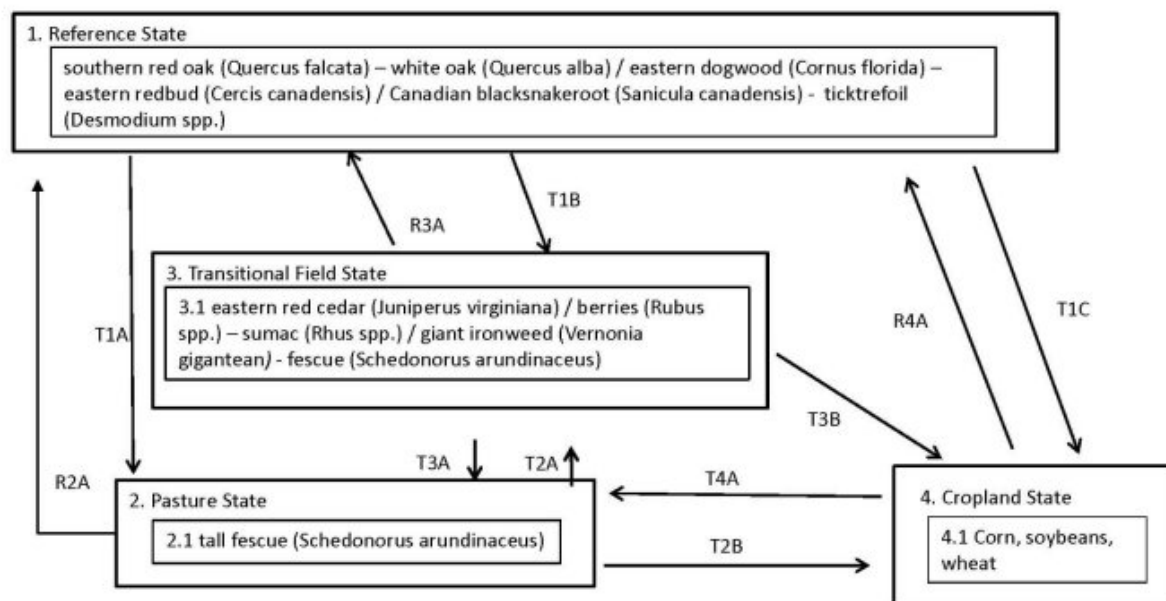 1. Reference State
southern red oak (Quercus falcata) – white oak (Quercus alba) / eastern dogwood (Cornus florida) –
eastern redbud (Cercis canadensis) / Canadian blacksnakeroot (Sanicula canadensis) - ticktrefoil
(Desmodium spp.)
T1B
R3A
3. Transitional Field State
3.1 eastern red cedar (Juniperus virginiana) / berries (Rubus
spp.) – sumac (Rhus spp.) / giant ironweed (Vernonia
gigantean) - fescue (Schedonorus arundinaceus)
T1A
R4A
T1C
T3B
R2A
T3A
T2A
T4A
2. Pasture State
2.1 tall fescue (Schedonorus arundinaceus)
T2B
4. Cropland State
4.1 Corn, soybeans,
wheat